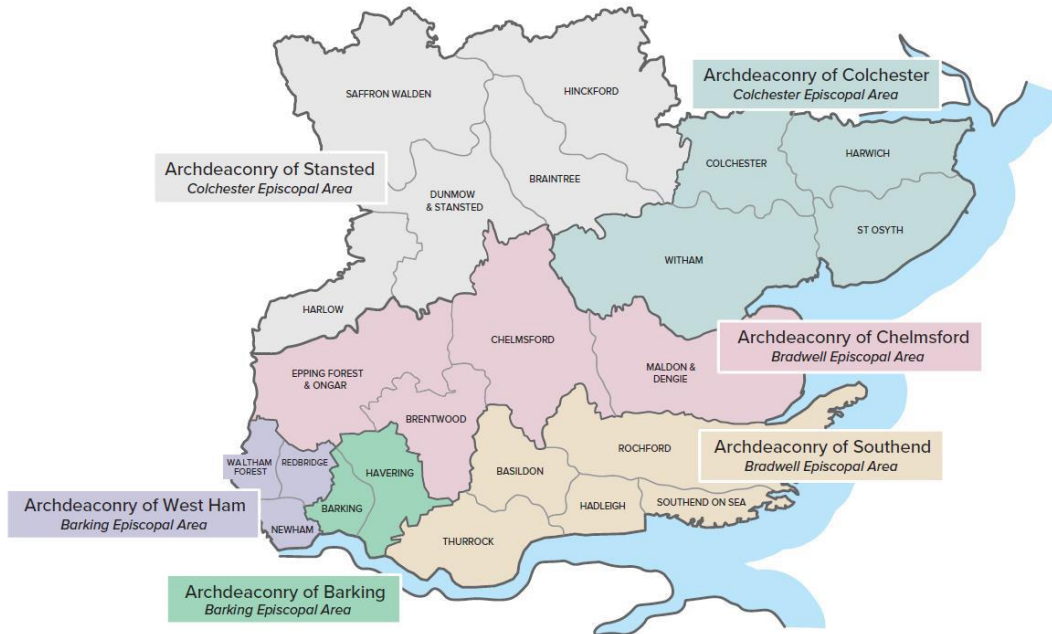 SAFFRON WALDEN
HINCKFORD
Archdeaconry of Colchester
Colchester Episcopal Area
Archdeaconry of Stansted
Colchester Episcopal Area
DUNMOW
& STANSTED
BRAINTREE
COLCHESTER
HARWICH
ST OSYTH
WITHAM
HARLOW
CHELMSFORD
Archdeaconry of Chelmsford
Bradwell Episcopal Area
EPPING FOREST
& ONGAR
MALDON &
DENGIE
BRENTWOOD
ROCHFORD
Archdeaconry of Southend
Bradwell Episcopal Area
WALTHAM
FOREST
REDBRIDGE
HAVERING
BASILDON
Archdeaconry of West Ham
Barking Episcopal Area
BARKING
NEWHAM
HADLEIGH
SOUTHEND ON SEA
THURROCK
Archdeaconry of Barking
Barking Episcopal Area